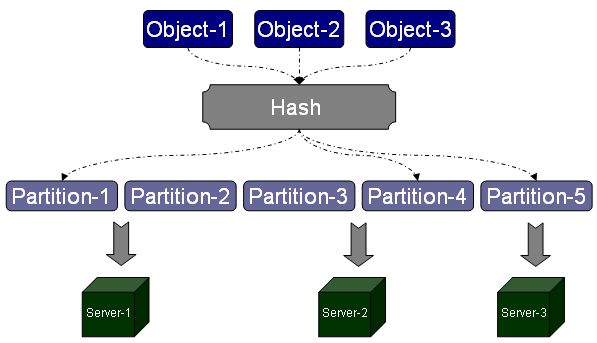 Object-1 Object-2 Object-3
Hash
Partition-1 Partition-2 Partition-3 Partition-4 Partition-5
Server-1 Server-2 Server-3